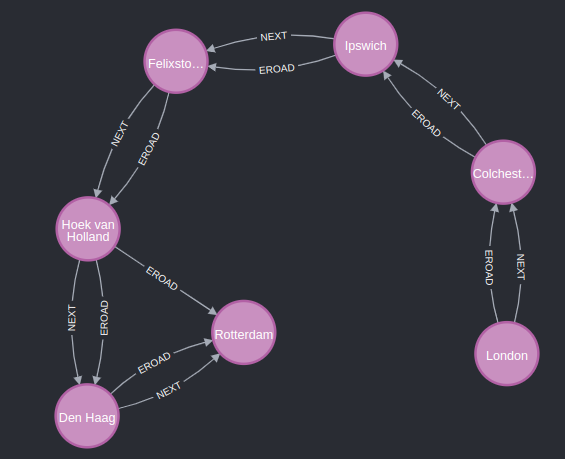 NEXT
Ipswich
Felixsto...
EROAD
NEXT
EROAD
NEXT
EROAD
Colchest...
Hoek van
Holland
EROAD
NEXT
EROAD
NEXT
EROAD
Rotterdam
London
EROAD
NEXT
Den Haag